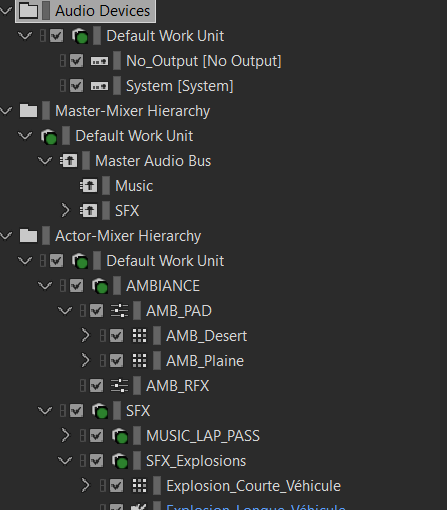 Audio Devices
Default Work Unit
No_Output [No Output]
System [System]
Master-Mixer Hierarchy
Default Work Unit
Master Audio Bus
Music
SFX
Actor-Mixer Hierarchy
Default Work Unit
AMBIANCE
AMB_PAD
AMB_Desert
AMB_Plaine
AMB_RFX
SFX
MUSIC_LAP_PASS
SFX_Explosions
Explosion_Courte_Véhicule
Explosion_Longue_Véhicule